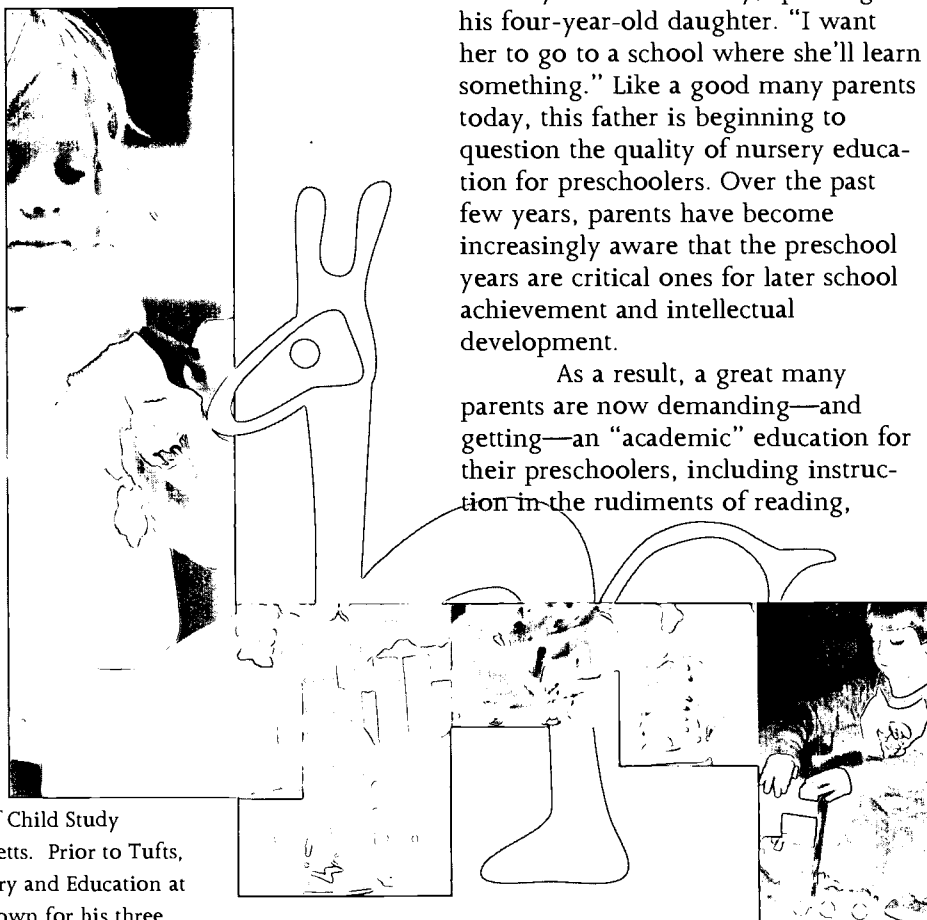 his four-year-old daughter. “I want
her to go to a school where she’ll learn
something.” Like a good many parents
today, this father is beginning to
question the quality of nursery educa-
tion for preschoolers. Over the past
few years, parents have become
increasingly aware that the preschool
years are critical ones for later school
achievement and intellectual
development.
As a result, a great many
parents are now demanding—and
getting—an “academic” education for
their preschoolers, including instruc-
tion in the rudiments of reading,
Child Study
etts. Prior to Tufts,
ry and Education at
own for his three